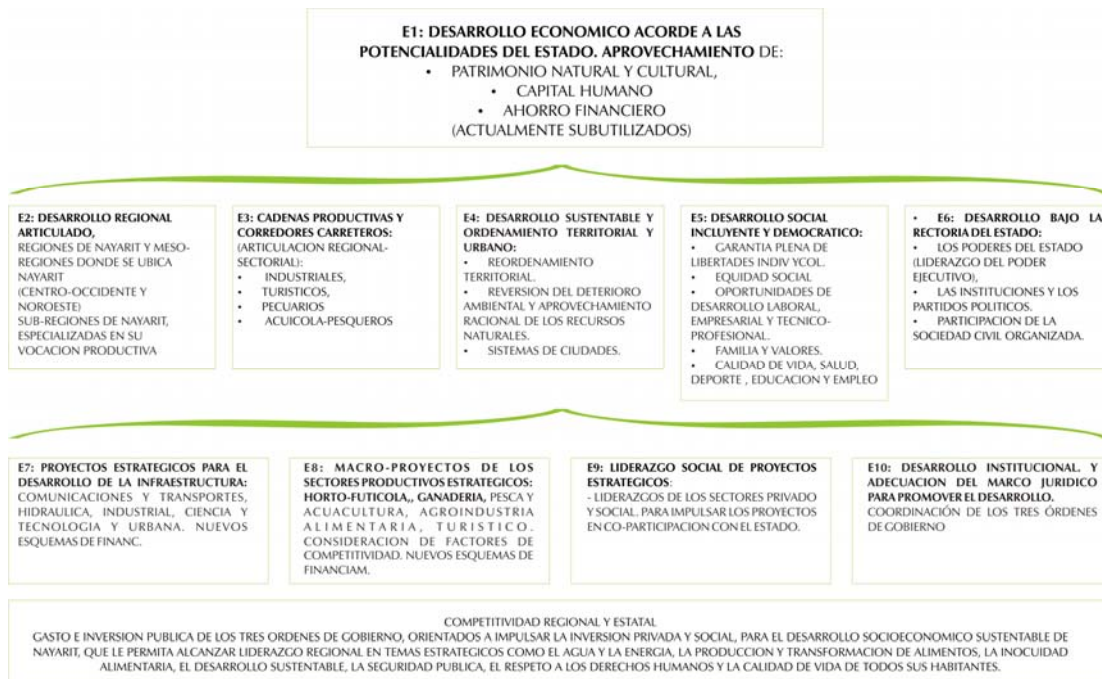 E1: DESARROLLO ECONOMICO ACORDE A LAS
POTENCIALIDADES DEL ESTADO. APROVECHAMIENTO DE:
• PATRIMONIO NATURAL Y CULTURAL,
• CAPITAL HUMANO
• AHORRO FINANCIERO
(ACTUALMENTE SUBUTILIZADOS)
E2: DESARROLLO REGIONAL
ARTICULADO,
REGIONES DE NAYARIT Y MESO-
REGIONES DONDE SE UBICA
NAYARIT
(CENTRO-OCCIDENTE Y
NOROESTE)
SUB-REGIONES DE NAYARIT,
ESPECIALIZADAS EN SU
VOCACION PRODUCTIVA
E3: CADENAS PRODUCTIVAS Y
CORREDORES CARRETEROS:
(ARTICULACION REGIONAL-
SECTORIAL):
• INDUSTRIALES,
• TURISTICOS,
• PECUARIOS
• ACUICOLA-PESQUEROS
E4: DESARROLLO SUSTENTABLE Y
ORDENAMIENTO TERRITORIAL Y
URBANO:
• REORDENAMIENTO
TERRITORIAL.
• REVERSION DEL DETERIORO
AMBIENTAL Y APROVECHAMIENTO
RACIONAL DE LOS RECURSOS
NATURALES.
• SISTEMAS DE CIUDADES.
E5: DESARROLLO SOCIAL
INCLUYENTE Y DEMOCRATICO:
• GARANTIA PLENA DE
LIBERTADES INDIV YCOL.
• EQUIDAD SOCIAL
• OPORTUNIDADES DE
DESARROLLO LABORAL,
EMPRESARIAL Y TECNICO-
PROFESIONAL.
• FAMILIA Y VALORES.
• CALIDAD DE VIDA, SALUD,
DEPORTE , EDUCACION Y EMPLEO
• E6: DESARROLLO BAJO LA
RECTORIA DEL ESTADO:
• LOS PODERES DEL ESTADO
(LIDERAZGO DEL PODER
EJECUTIVO),
• LAS INSTITUCIONES Y LOS
PARTIDOS POLITICOS.
• PARTICIPACION DE LA
SOCIEDAD CIVIL ORGANIZADA.
E7: PROYECTOS ESTRATEGICOS PARA EL
DESARROLLO DE LA INFRAESTRUCTURA:
COMUNICACIONES Y TRANSPORTES,
HIDRAULICA, INDUSTRIAL, CIENCIA Y
TECNOLOGIA Y URBANA. NUEVOS
ESQUEMAS DE FINANC.
E8: MACRO-PROYECTOS DE LOS
SECTORES PRODUCTIVOS ESTRATEGICOS:
HORTO-FUTICOLA,, GANADERIA, PESCA Y
ACUACULTURA, AGROINDUSTRIA
ALIMENTARIA, TURISTICO.
CONSIDERACION DE FACTORES DE
COMPETITIVIDAD. NUEVOS ESQUEMAS DE
FINANCIAM.
E9: LIDERAZGO SOCIAL DE PROYECTOS
ESTRATEGICOS:
- LIDERAZGOS DE LOS SECTORES PRIVADO
Y SOCIAL. PARA IMPULSAR LOS PROYECTOS
EN CO-PARTICIPACION CON EL ESTADO.
E10: DESARROLLO INSTITUCIONAL. Y
ADECUACION DEL MARCO JURIDICO
PARA PROMOVER EL DESARROLLO.
COORDINACIÓN DE LOS TRES ÓRDENES
DE GOBIERNO
COMPETITIVIDAD REGIONAL Y ESTATAL
GASTO E INVERSION PUBLICA DE LOS TRES ORDENES DE GOBIERNO, ORIENTADOS A IMPULSAR LA INVERSION PRIVADA Y SOCIAL, PARA EL DESARROLLO SOCIOECONOMICO SUSTENTABLE DE
NAYARIT, QUE LE PERMITA ALCANZAR LIDERAZGO REGIONAL EN TEMAS ESTRATEGICOS COMO EL AGUA Y LA ENERGIA, LA PRODUCCION Y TRANSFORMACION DE ALIMENTOS, LA INOCUIDAD
ALIMENTARIA, EL DESARROLLO SUSTENTABLE, LA SEGURIDAD PUBLICA, EL RESPETO A LOS DERECHOS HUMANOS Y LA CALIDAD DE VIDA DE TODOS SUS HABITANTES.